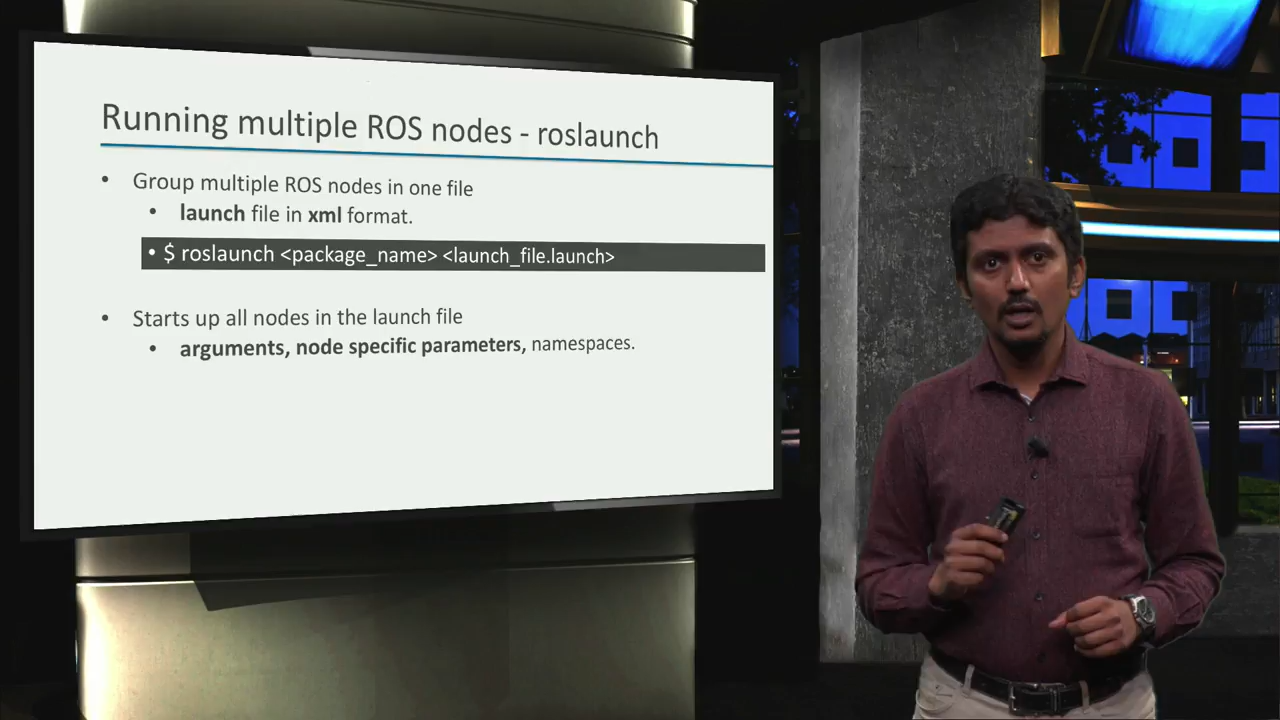 Running multiple ROS nodes - roslaunch
• Group multiple ROS nodes in one file
• launch file in xml format.
• $ roslaunch <package_name> <launch_file.launch>
• Starts up all nodes in the launch file
• arguments, node specific parameters, namespaces.